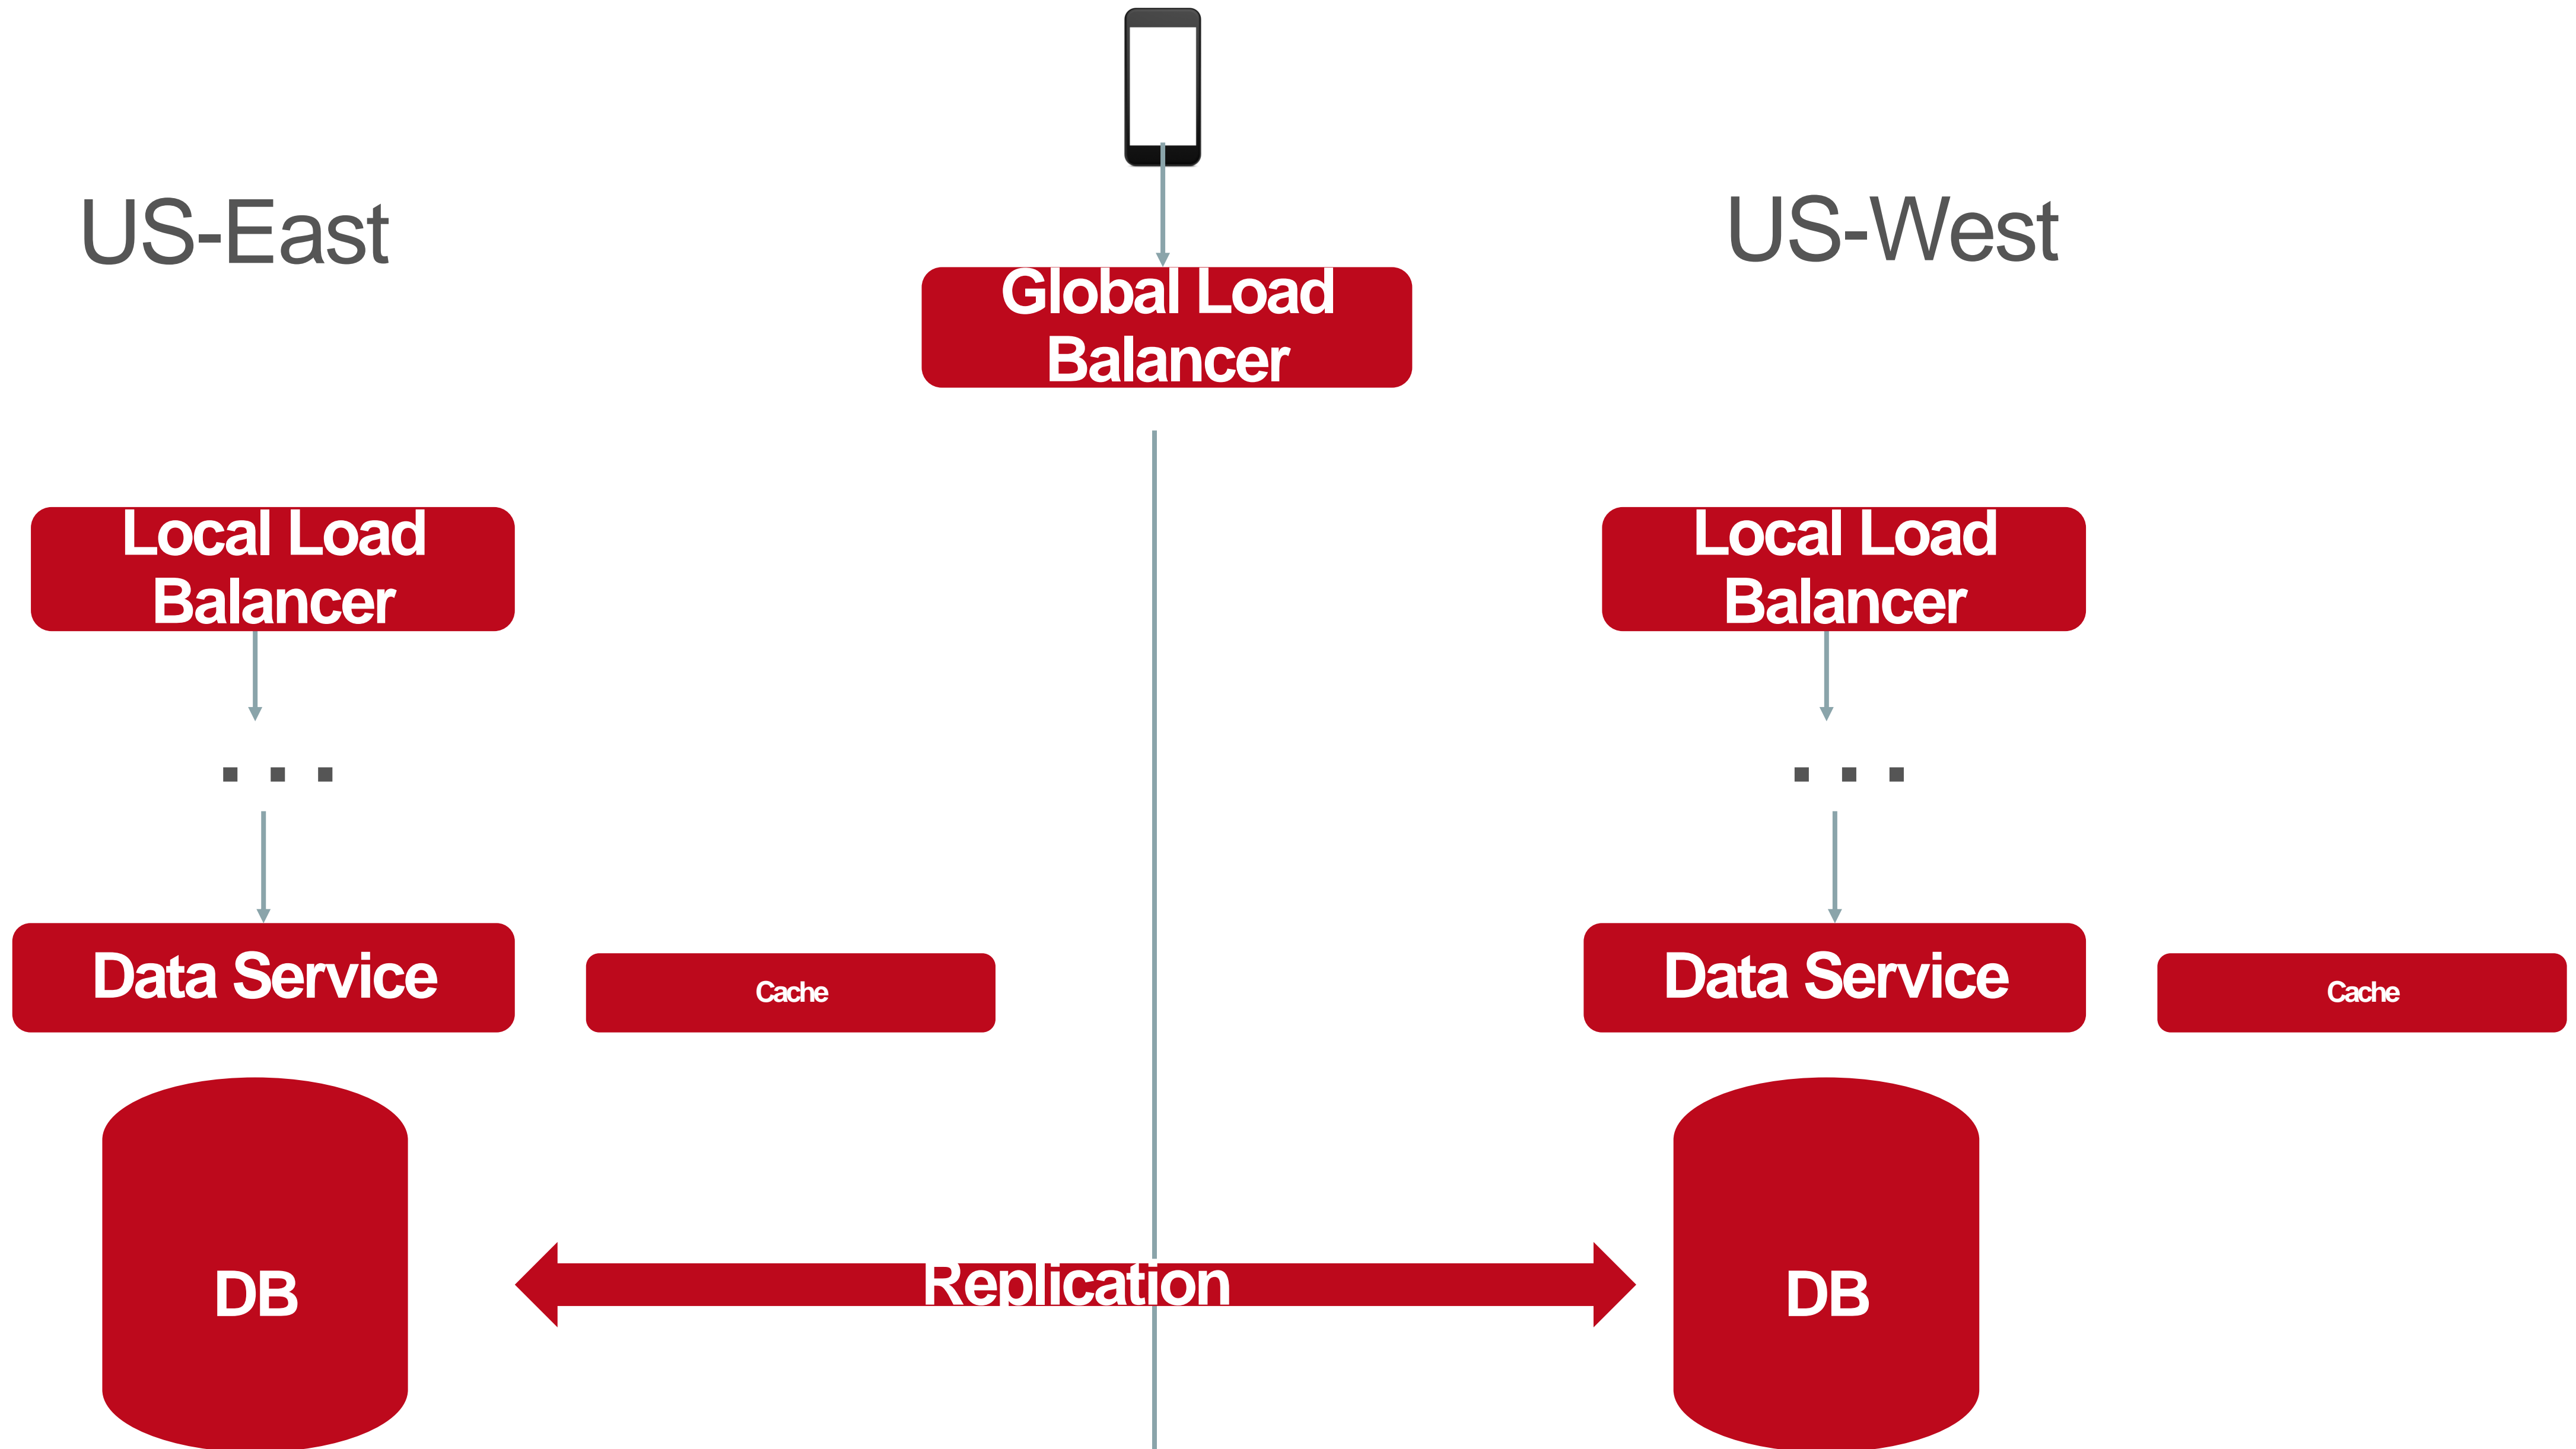 US-East
US-West
Global Load
Balancer
Local Load
Balancer
Local Load
Balancer
. . .
. . .
Data Service
Cache
Data Service
Cache
DB
Replication
DB